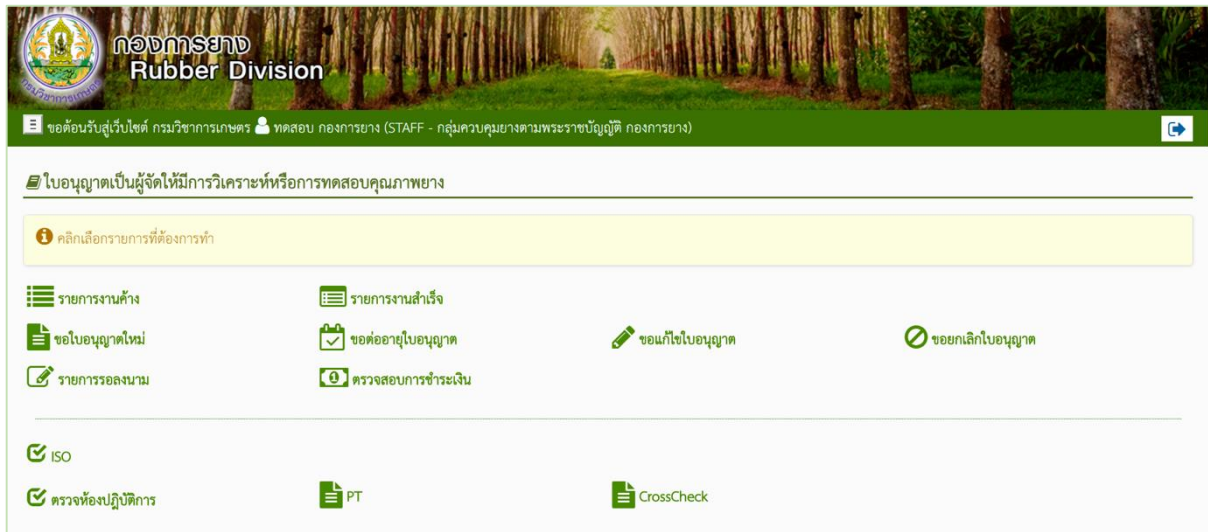 กองการยาง
Rubber Division
กรมวิชาการเกษตร
ขอต้อนรับสู่เว็บไซต์ กรมวิชาการเกษตร ทดสอบ กองการยาง (STAFF - กลุ่มควบคุมยางตามพระราชบัญญัติ กองการยาง)
ใบอนุญาตเป็นผู้จัดให้มีการวิเคราะห์หรือการทดสอบคุณภาพยาง
คลิกเลือกรายการที่ต้องการทำ
รายการงานค้าง รายการงานสำเร็จ
ขอใบอนุญาตใหม่ ขอต่ออายุใบอนุญาต ขอแก้ไขใบอนุญาต ขอยกเลิกใบอนุญาต
รายการรอลงนาม ตรวจสอบการชำระเงิน
ISO
ตรวจห้องปฏิบัติการ PT CrossCheck